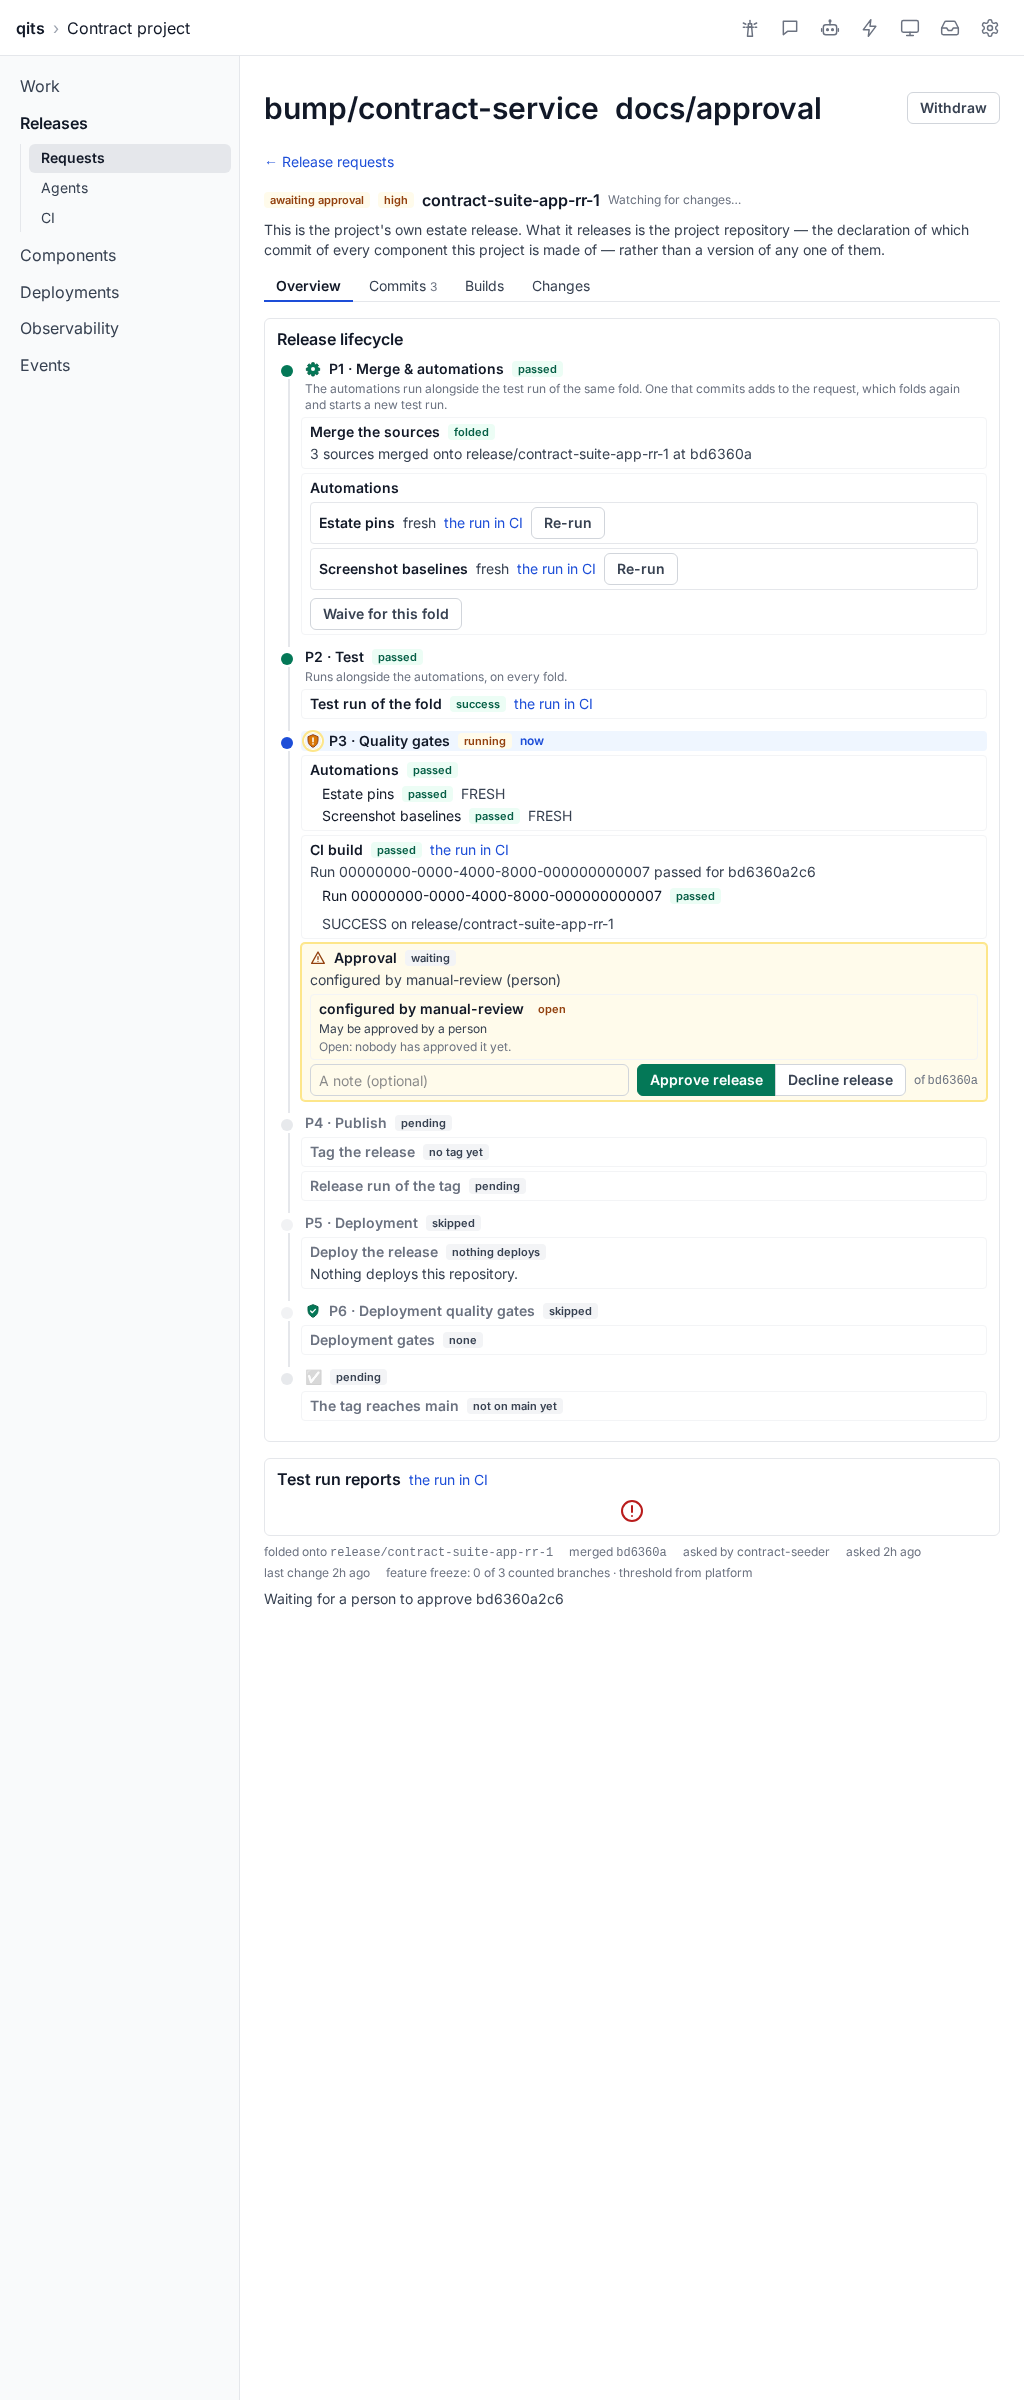 qits › Contract project
Work
Releases
Requests
Agents
CI
Components
Deployments
Observability
Events
bump/contract-service docs/approval
Withdraw
← Release requests
awaiting approval high contract-suite-app-rr-1 Watching for changes...
This is the project's own estate release. What it releases is the project repository — the declaration of which
commit of every component this project is made of — rather than a version of any one of them.
Overview Commits 3 Builds Changes
Release lifecycle
P1 · Merge & automations passed
The automations run alongside the test run of the same fold. One that commits adds to the request, which folds again
and starts a new test run.
Merge the sources folded
3 sources merged onto release/contract-suite-app-rr-1 at bd6360a
Automations
Estate pins fresh the run in CI Re-run
Screenshot baselines fresh the run in CI Re-run
Waive for this fold
P2 · Test passed
Runs alongside the automations, on every fold.
Test run of the fold success the run in CI
P3 · Quality gates running now
Automations passed
Estate pins passed FRESH
Screenshot baselines passed FRESH
CI build passed the run in CI
Run 00000000-0000-4000-8000-000000000007 passed for bd6360a2c6
Run 00000000-0000-4000-8000-000000000007 passed
SUCCESS on release/contract-suite-app-rr-1
Approval waiting
configured by manual-review (person)
configured by manual-review open
May be approved by a person
Open: nobody has approved it yet.
A note (optional) Approve release Decline release of bd6360a
P4 · Publish pending
Tag the release no tag yet
Release run of the tag pending
P5 · Deployment skipped
Deploy the release nothing deploys
Nothing deploys this repository.
P6 · Deployment quality gates skipped
Deployment gates none
pending
The tag reaches main not on main yet
Test run reports the run in CI
folded onto release/contract-suite-app-rr-1 merged bd6360a asked by contract-seeder asked 2h ago
last change 2h ago feature freeze: 0 of 3 counted branches · threshold from platform
Waiting for a person to approve bd6360a2c6